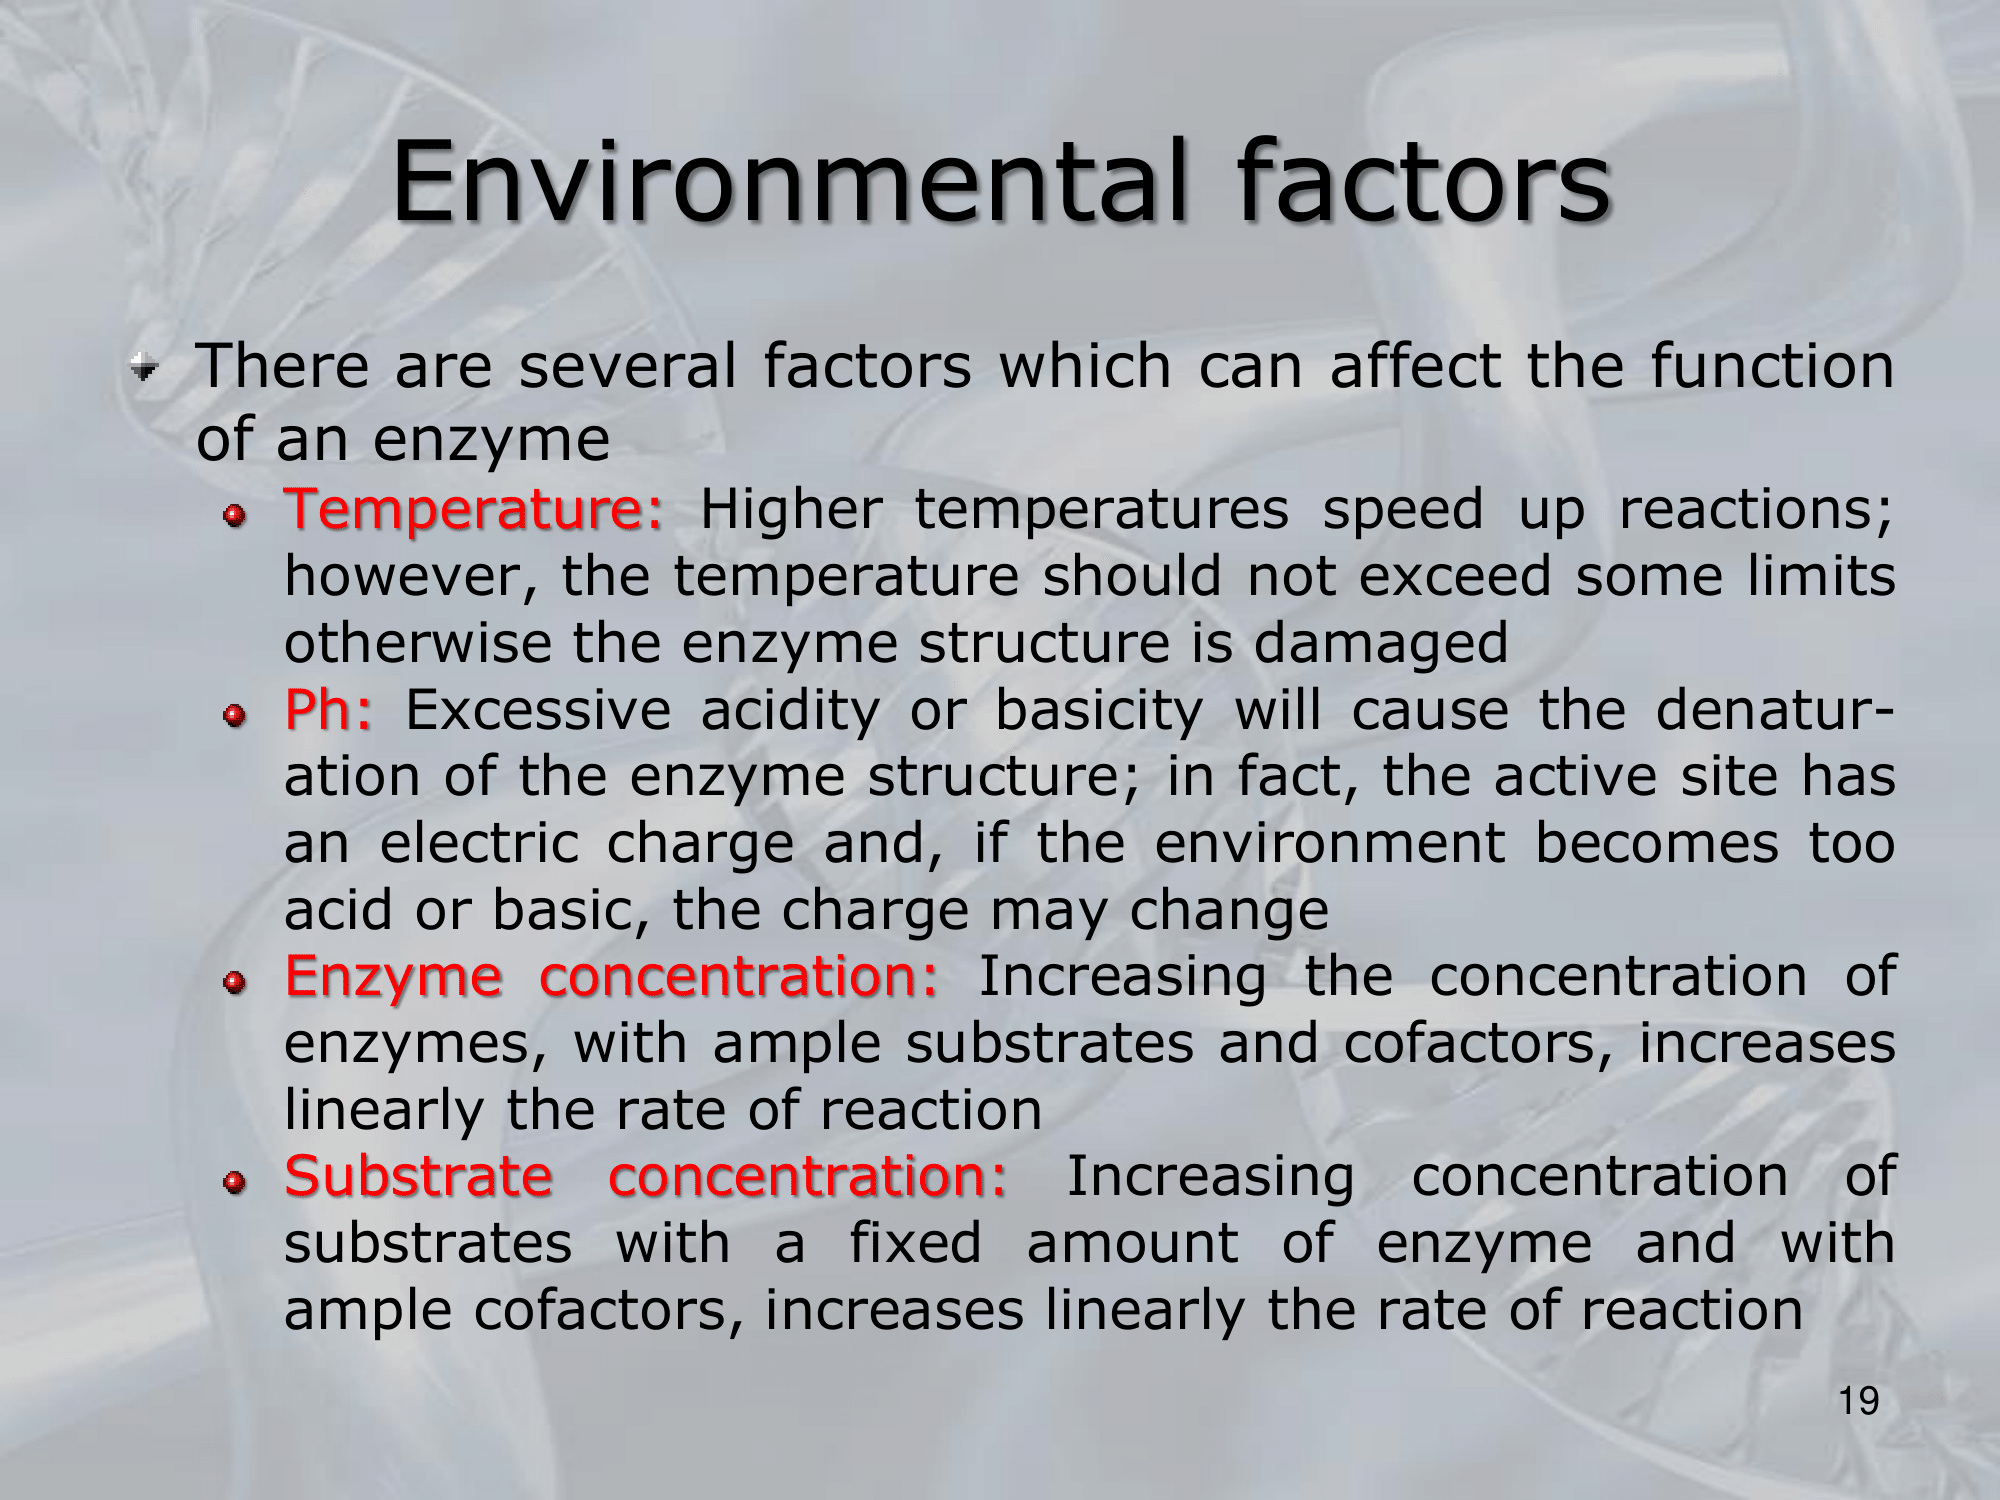 Environmental factors
There are several factors which can affect the function
of an enzyme
Temperature: Higher temperatures speed up reactions;
however, the temperature should not exceed some limits
otherwise the enzyme structure is damaged
Ph: Excessive acidity or basicity will cause the denatur-
ation of the enzyme structure; in fact, the active site has
an electric charge and, if the environment becomes too
acid or basic, the charge may change
Enzyme concentration: Increasing the concentration of
enzymes, with ample substrates and cofactors, increases
linearly the rate of reaction
Substrate concentration: Increasing concentration of
substrates with a fixed amount of enzyme and with
ample cofactors, increases linearly the rate of reaction
19